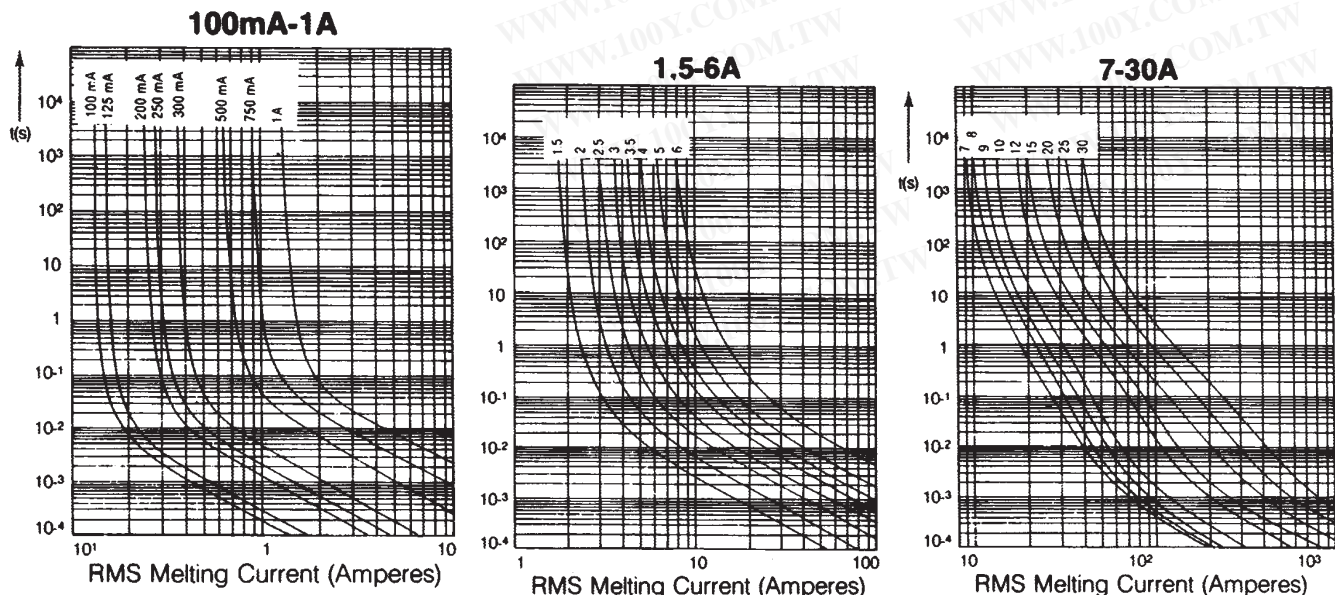 100mA-1A
t(s)
10⁴
10³
10²
10
1
10⁻¹
10⁻²
10⁻³
10⁻⁴
100 mA
125 mA
200 mA
250 mA
300 mA
500 mA
750 mA
1 A
10¹
1
10
RMS Melting Current (Amperes)
1.5-6A
10⁴
10³
10²
10
1
10⁻¹
10⁻²
10⁻³
10⁻⁴
1.5
2
2.5
3
3.5
4
5
6
1
10
100
RMS Melting Current (Amperes)
7-30A
t(s)
10⁴
10³
10²
10
1
10⁻¹
10⁻²
10⁻³
10⁻⁴
7
8
9
10
12
15
20
25
30
10
10²
10³
RMS Melting Current (Amperes)
WWW.100Y.COM.TW
WWW.100Y.COM.TW